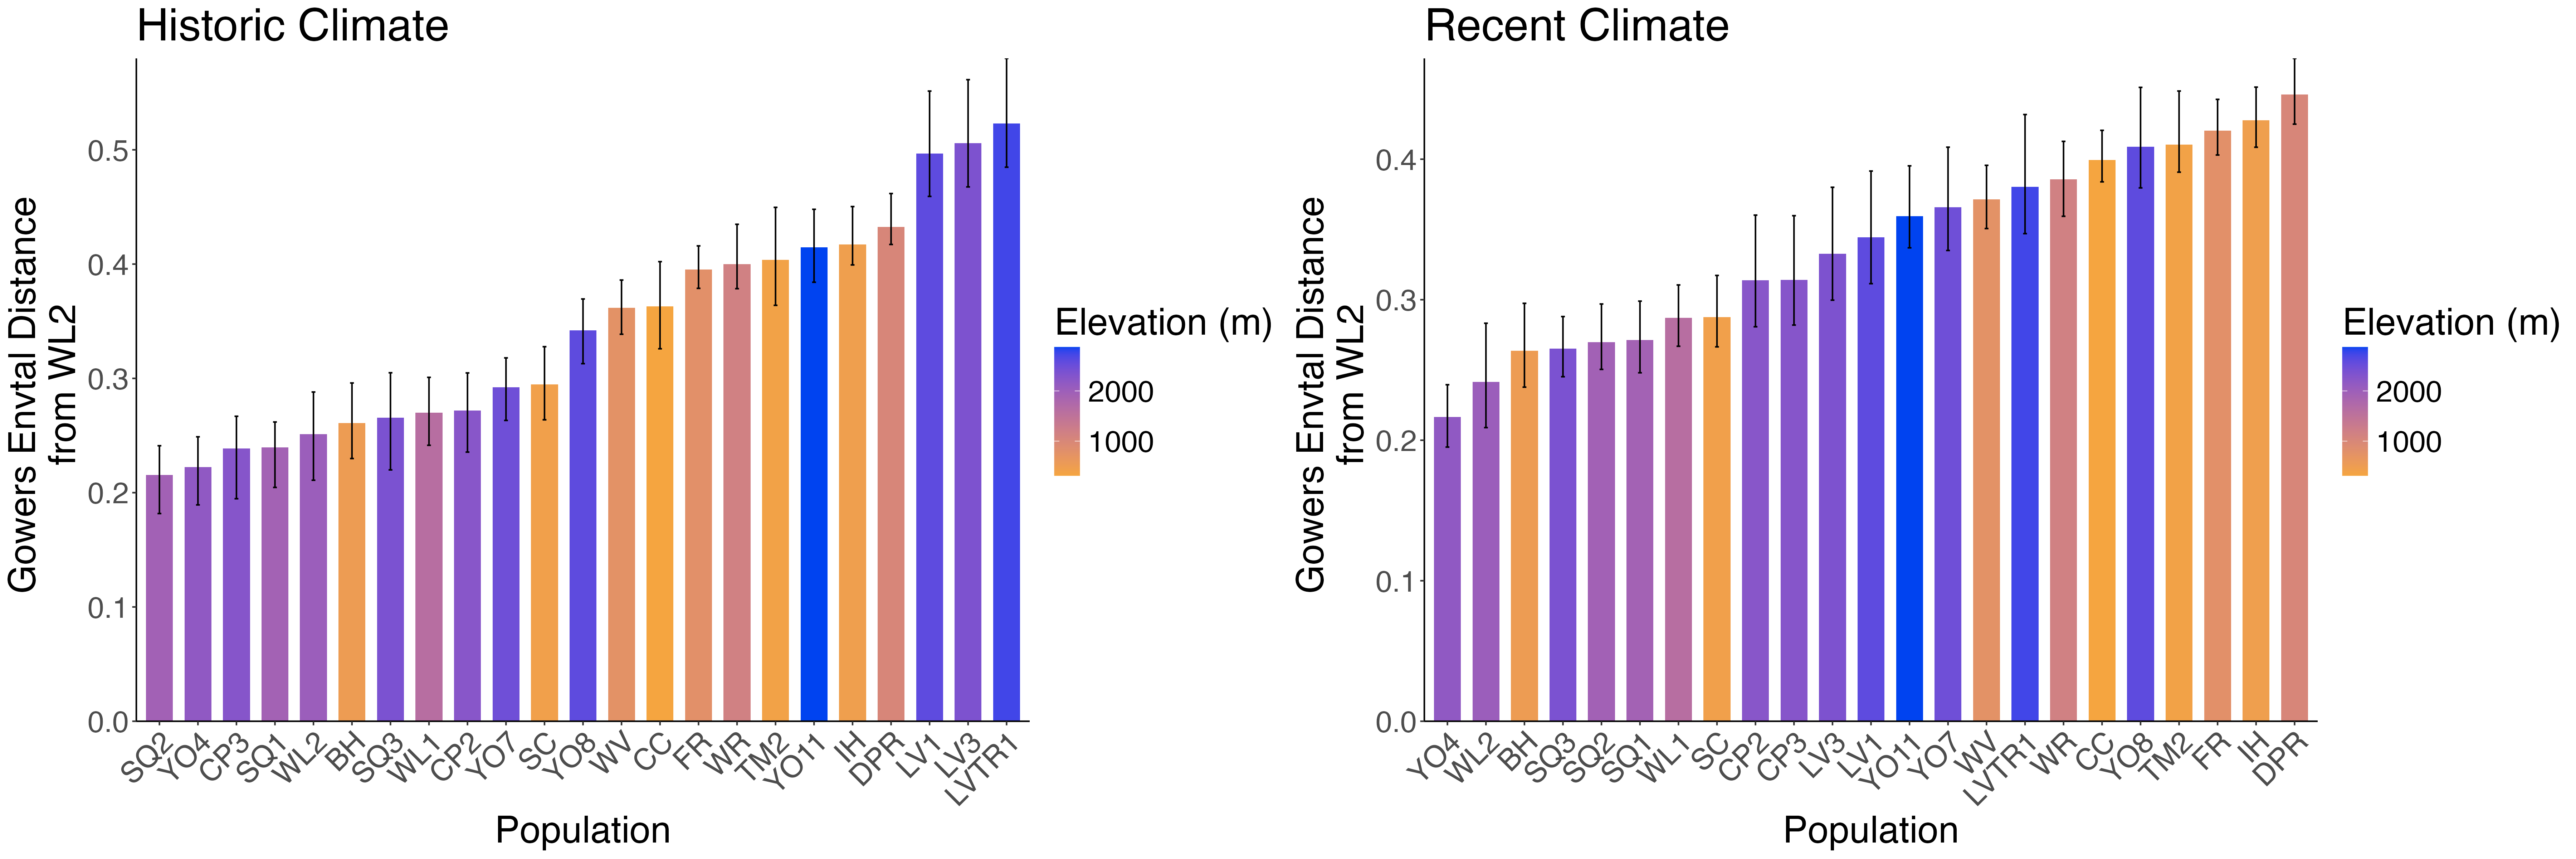 Historic Climate
Gowers Envtal Distance
from WL2
0.5
0.4
0.3
0.2
0.1
0.0
SQ2 YO4 CP3 SQ1 WL2 BH SQ3 WL1 CP2 YO7 SC YO8 WV CC FR WR TM2 YO11 IH DPR LV1 LV3 LVTR1
Population
Elevation (m)
2000
1000
Recent Climate
Gowers Envtal Distance
from WL2
0.4
0.3
0.2
0.1
0.0
YO4 WL2 BH SQ3 SQ2 SQ1 WL1 SC CP2 CP3 LV3 LV1 YO11 YO7 WV LVTR1 WR CC YO8 TM2 FR IH DPR
Population
Elevation (m)
2000
1000